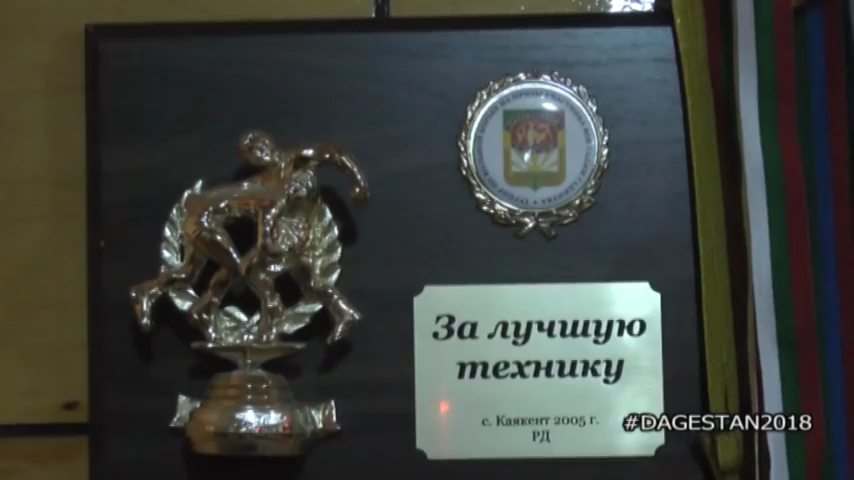 За лучшую
технику
с. Каякент 2005 г.
РД
#DAGESTAN2018